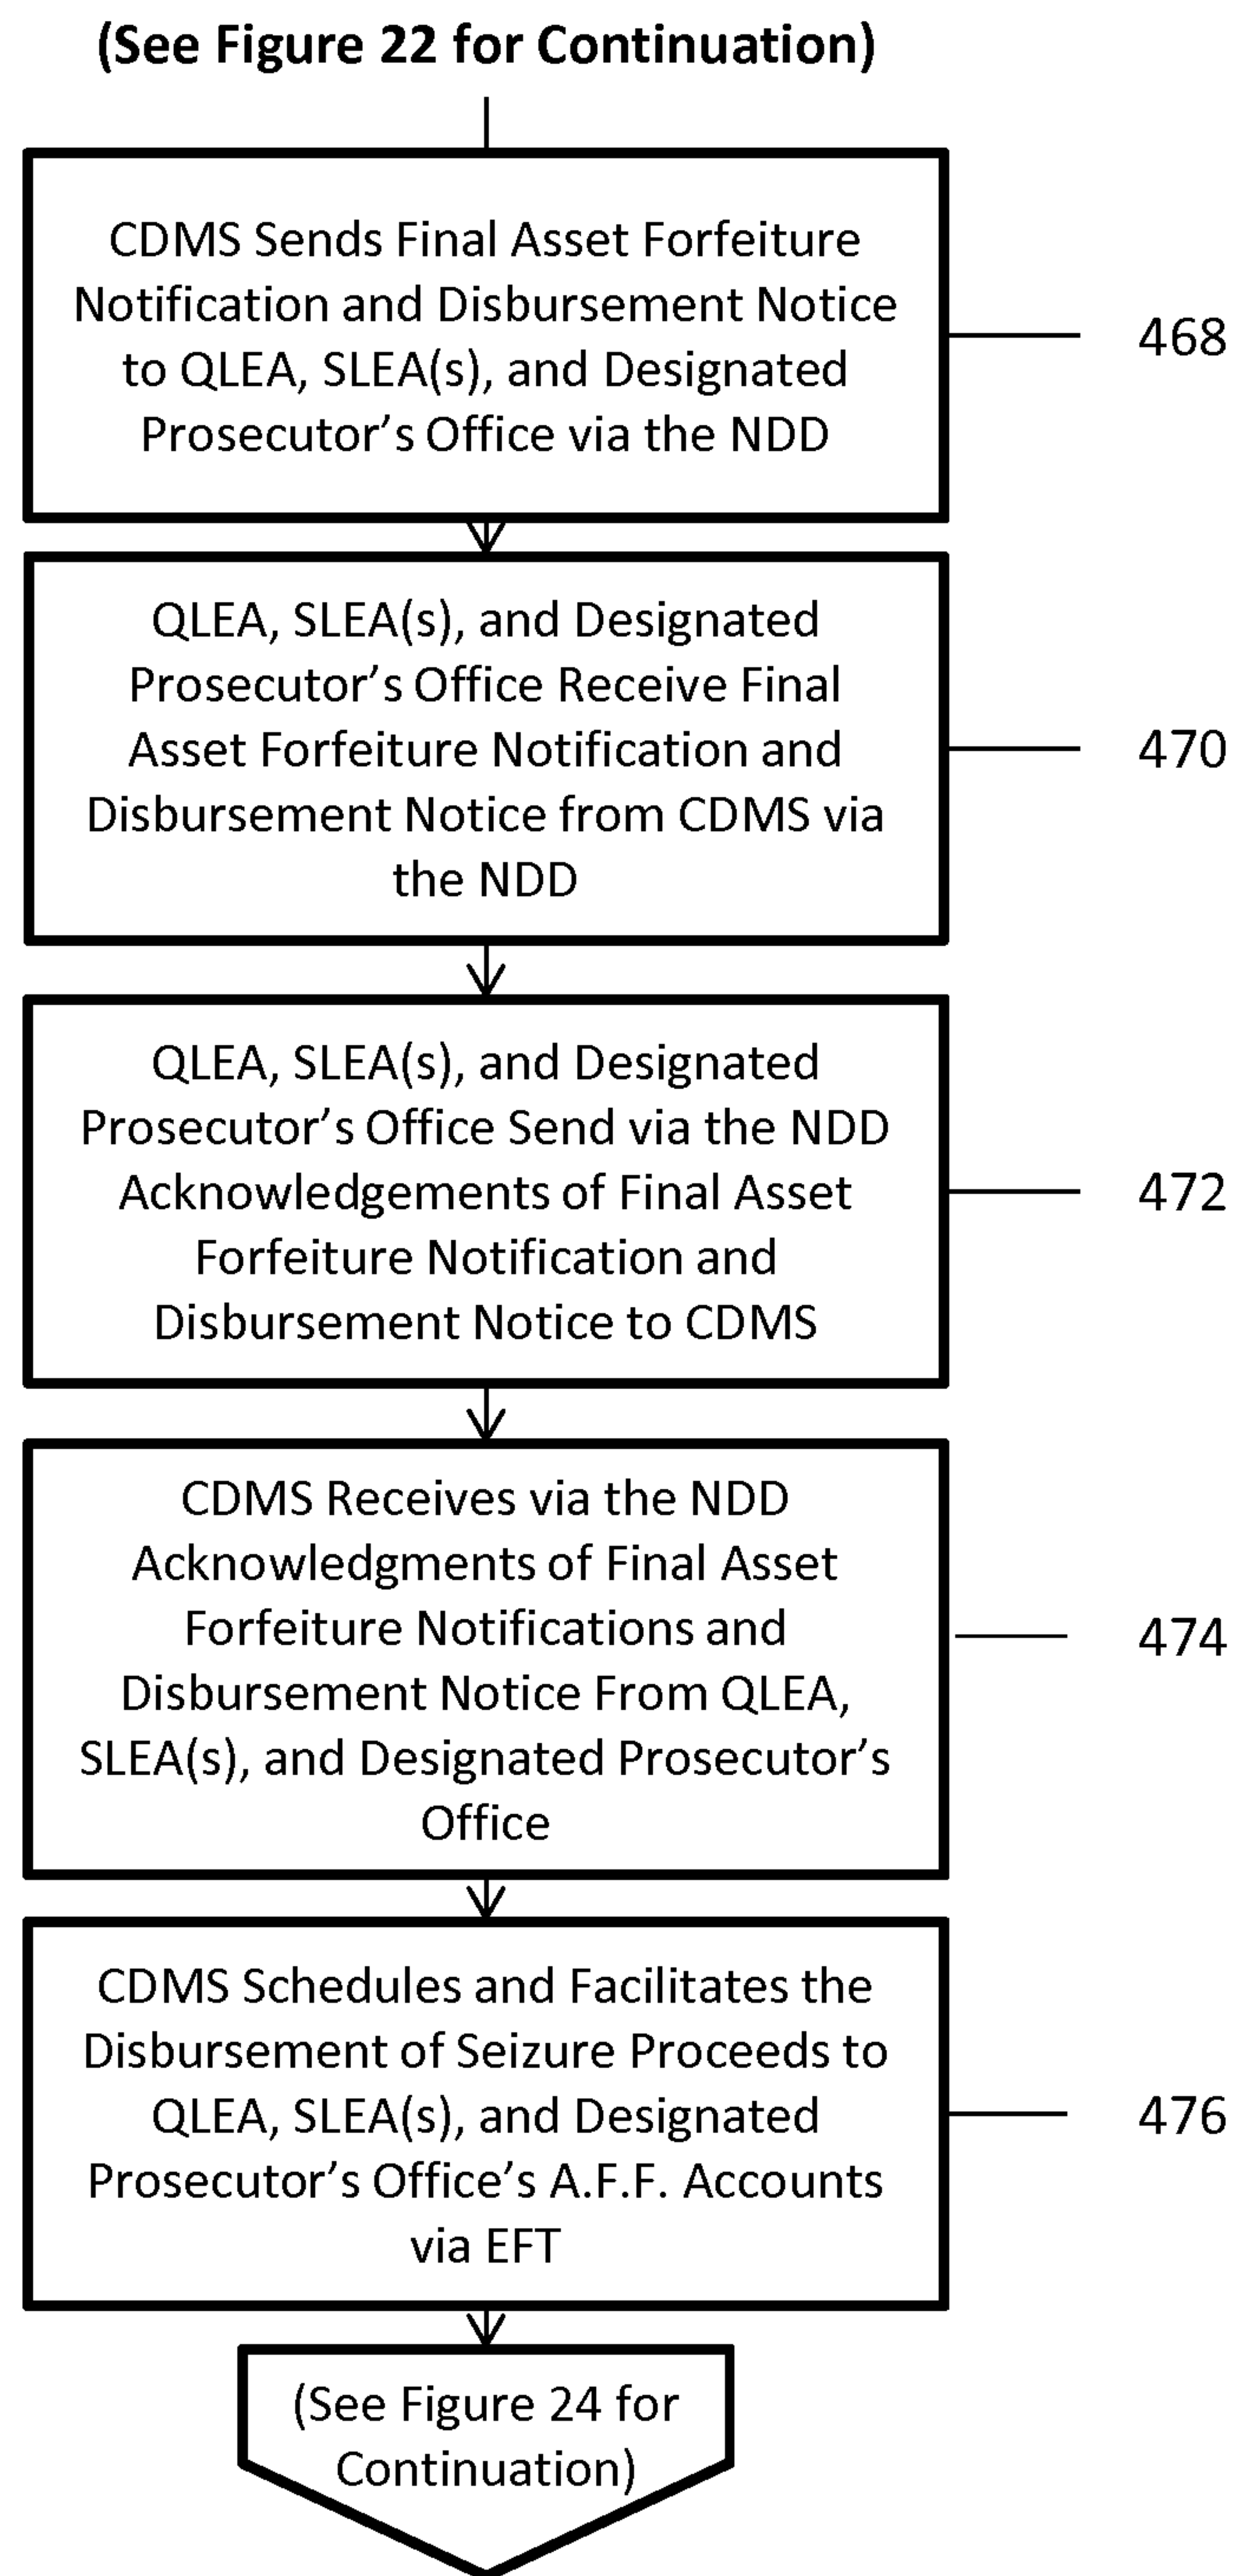 (See Figure 22 for Continuation)
CDMS Sends Final Asset Forfeiture
Notification and Disbursement Notice
to QLEA, SLEA(s), and Designated
Prosecutor’s Office via the NDD
468
QLEA, SLEA(s), and Designated
Prosecutor’s Office Receive Final
Asset Forfeiture Notification and
Disbursement Notice from CDMS via
the NDD
470
QLEA, SLEA(s), and Designated
Prosecutor’s Office Send via the NDD
Acknowledgements of Final Asset
Forfeiture Notification and
Disbursement Notice to CDMS
472
CDMS Receives via the NDD
Acknowledgments of Final Asset
Forfeiture Notifications and
Disbursement Notice From QLEA,
SLEA(s), and Designated Prosecutor’s
Office
474
CDMS Schedules and Facilitates the
Disbursement of Seizure Proceeds to
QLEA, SLEA(s), and Designated
Prosecutor’s Office’s A.F.F. Accounts
via EFT
476
(See Figure 24 for
Continuation)